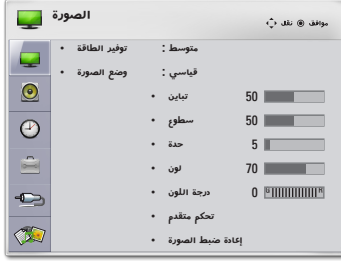 الصورة
موافق نقل
توفير الطاقة : متوسط
وضع الصورة : قياسي
تباين 50
سطوع 50
حدة 5
لون 70
درجة اللون 0
تحكم متقدم
إعادة ضبط الصورة